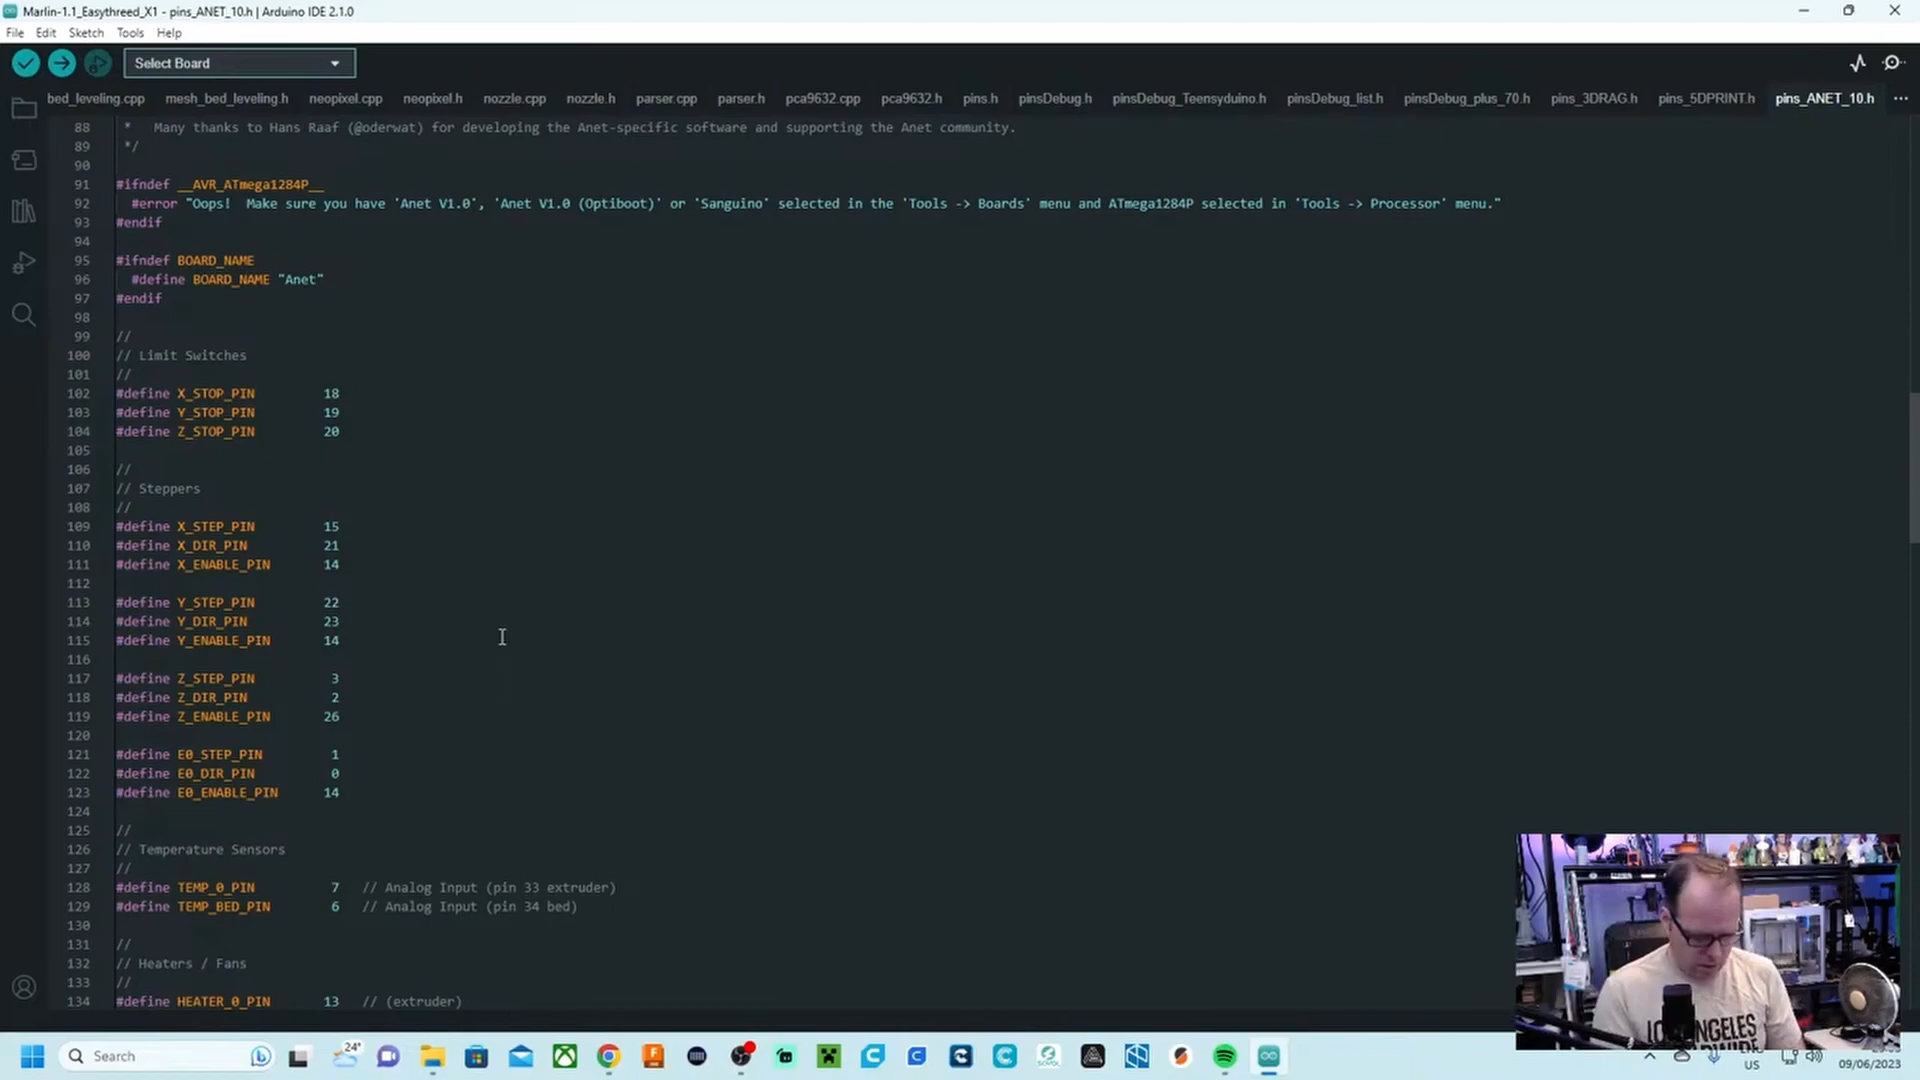 Marlin-1.1_Easythreed_X1 - pins_ANET_10.h | Arduino IDE 2.1.0
File Edit Sketch Tools Help
Select Board
bed_leveling.cpp mesh_bed_leveling.h neopixel.cpp neopixel.h nozzle.cpp nozzle.h parser.cpp parser.h pca9632.cpp pca9632.h pins.h pinsDebug.h pinsDebug_Teensyduino.h pinsDebug_list.h pinsDebug_plus_70.h pins_3DRAG.h pins_5DPRINT.h pins_ANET_10.h ...
88 * Many thanks to Hans Raaf (@oderwat) for developing the Anet-specific software and supporting the Anet community.
89 */
90
91 #ifndef __AVR_ATmega1284P__
92 #error "Oops! Make sure you have 'Anet V1.0', 'Anet V1.0 (Optiboot)' or 'Sanguino' selected in the 'Tools -> Boards' menu and ATmega1284P selected in 'Tools -> Processor' menu."
93 #endif
94
95 #ifndef BOARD_NAME
96 #define BOARD_NAME "Anet"
97 #endif
98
99 //
100 // Limit Switches
101 //
102 #define X_STOP_PIN 18
103 #define Y_STOP_PIN 19
104 #define Z_STOP_PIN 20
105
106 //
107 // Steppers
108 //
109 #define X_STEP_PIN 15
110 #define X_DIR_PIN 21
111 #define X_ENABLE_PIN 14
112
113 #define Y_STEP_PIN 22
114 #define Y_DIR_PIN 23
115 #define Y_ENABLE_PIN 14
116
117 #define Z_STEP_PIN 3
118 #define Z_DIR_PIN 2
119 #define Z_ENABLE_PIN 26
120
121 #define E0_STEP_PIN 1
122 #define E0_DIR_PIN 0
123 #define E0_ENABLE_PIN 14
124
125 //
126 // Temperature Sensors
127 //
128 #define TEMP_0_PIN 7 // Analog Input (pin 33 extruder)
129 #define TEMP_BED_PIN 6 // Analog Input (pin 34 bed)
130
131 //
132 // Heaters / Fans
133 //
134 #define HEATER_0_PIN 13 // (extruder)
Search
24°
US
09/06/2023